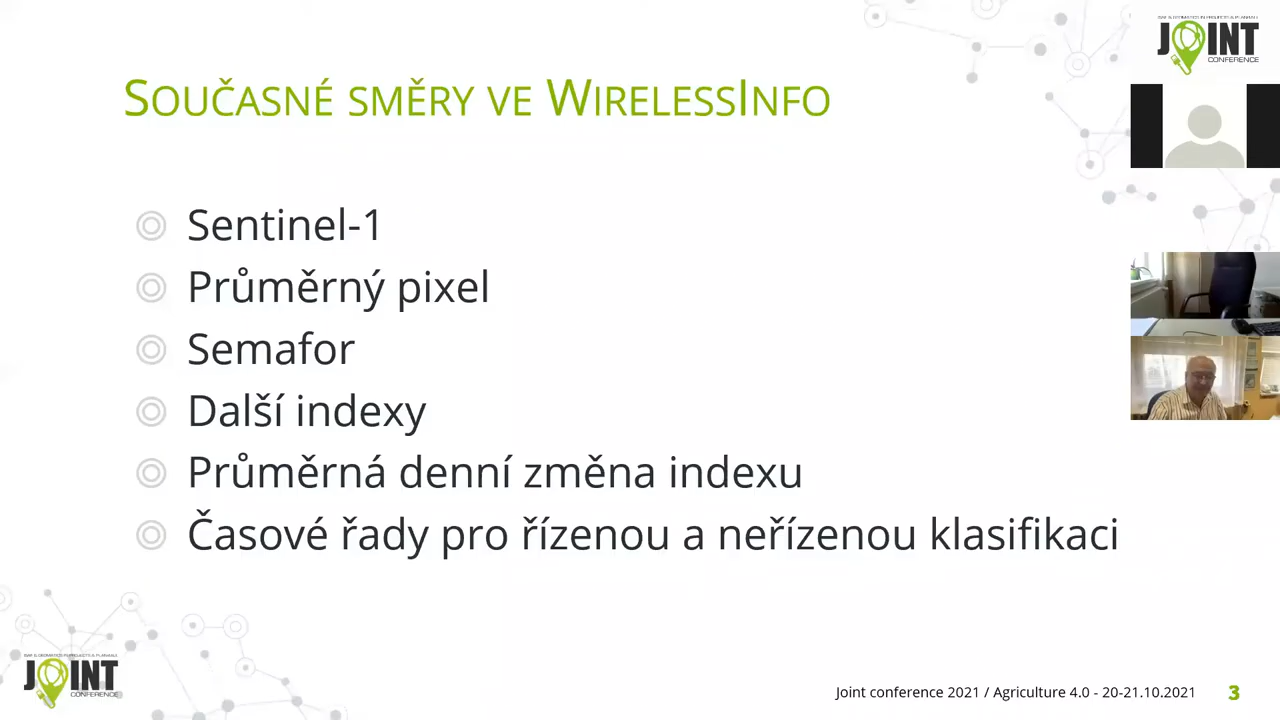 JOINT
CONFERENCE
Současné směry ve WirelessInfo
Sentinel-1
Průměrný pixel
Semafor
Další indexy
Průměrná denní změna indexu
Časové řady pro řízenou a neřízenou klasifikaci
JOINT
CONFERENCE
Joint conference 2021 / Agriculture 4.0 - 20-21.10.2021
3